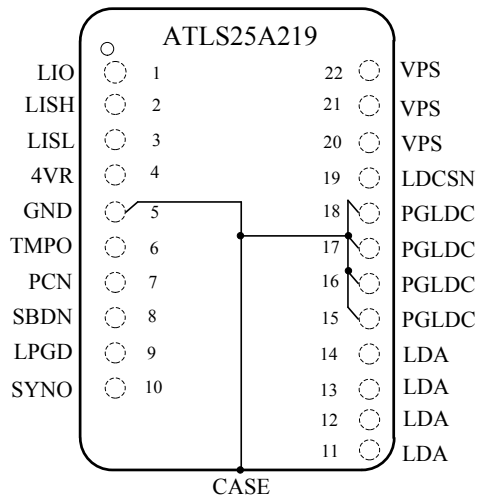 ATLS25A219
LIO 1 22 VPS
LISH 2 21 VPS
LISL 3 20 VPS
4VR 4 19 LDCSN
GND 5 18 PGLDC
TMPO 6 17 PGLDC
PCN 7 16 PGLDC
SBDN 8 15 PGLDC
LPGD 9 14 LDA
SYNO 10 13 LDA
12 LDA
11 LDA
CASE